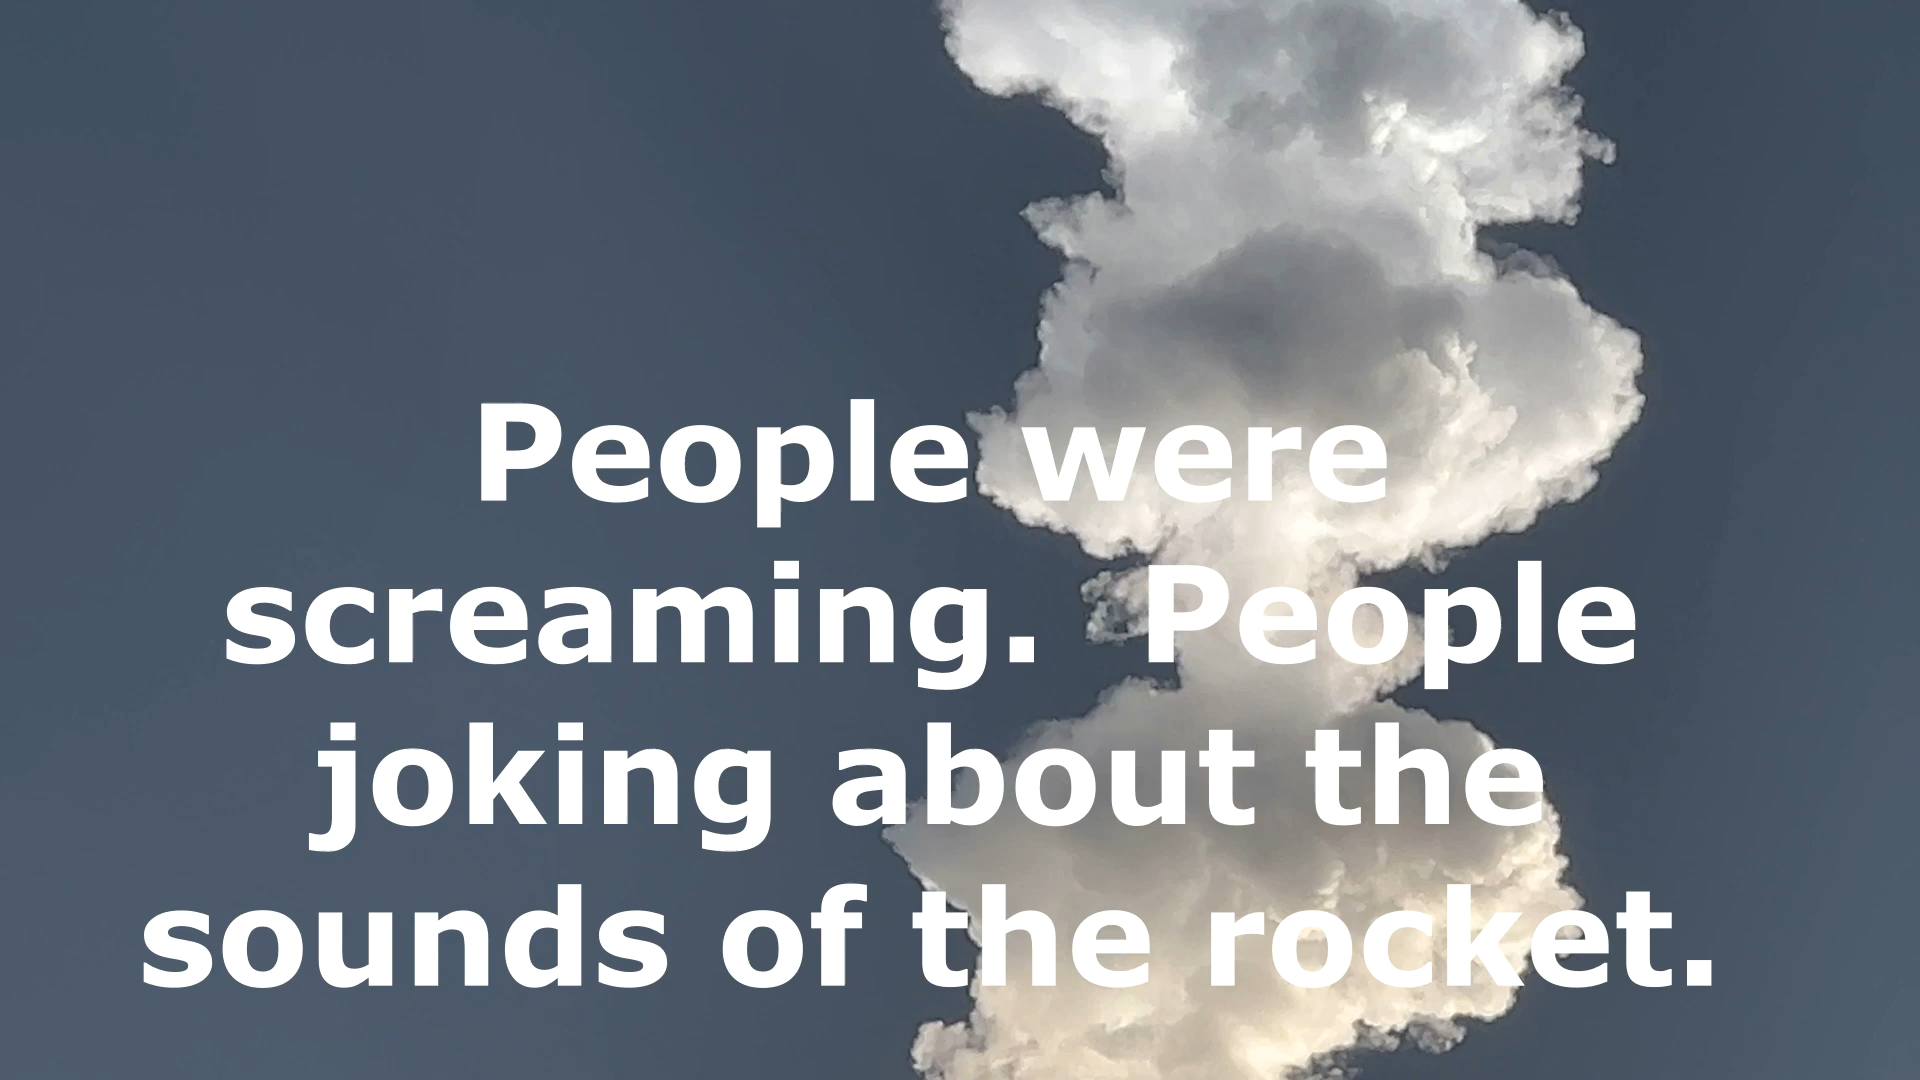 People were
screaming.  People
joking about the
sounds of the rocket.